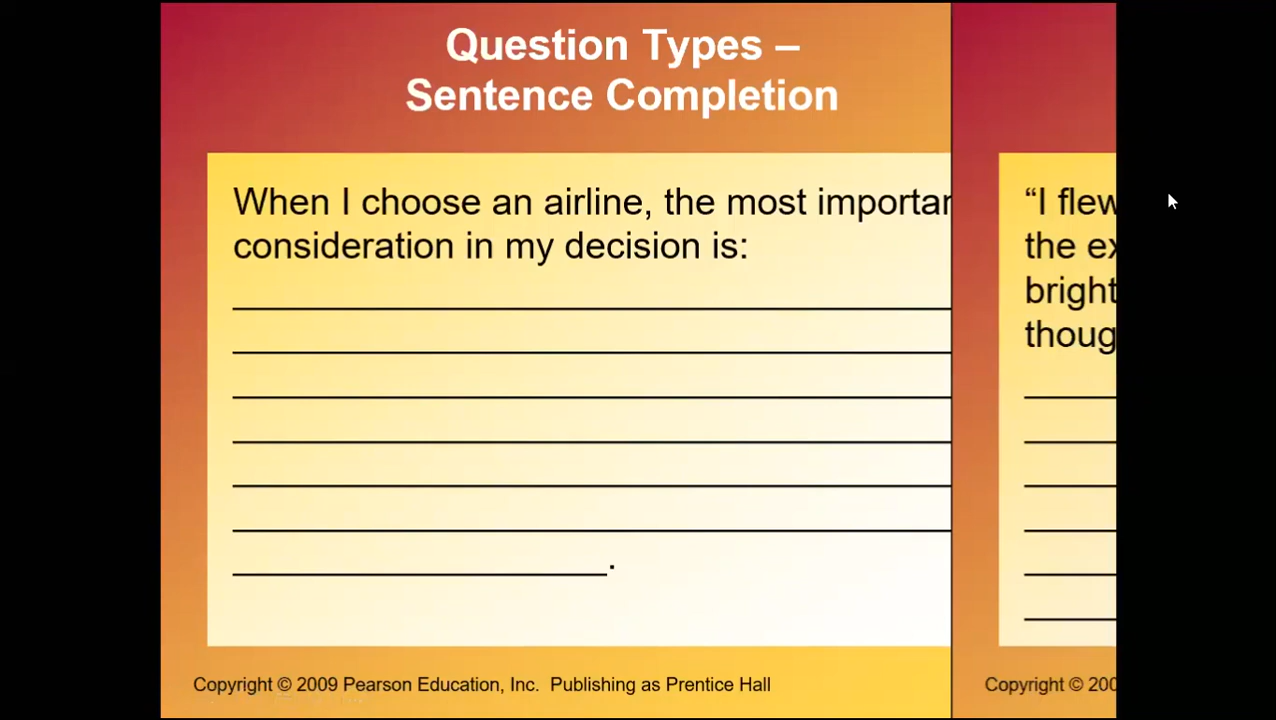 Question Types –
Sentence Completion
When I choose an airline, the most importan
consideration in my decision is:
.
Copyright © 2009 Pearson Education, Inc. Publishing as Prentice Hall
“I flew
the ex
bright
thoug
Copyright © 200